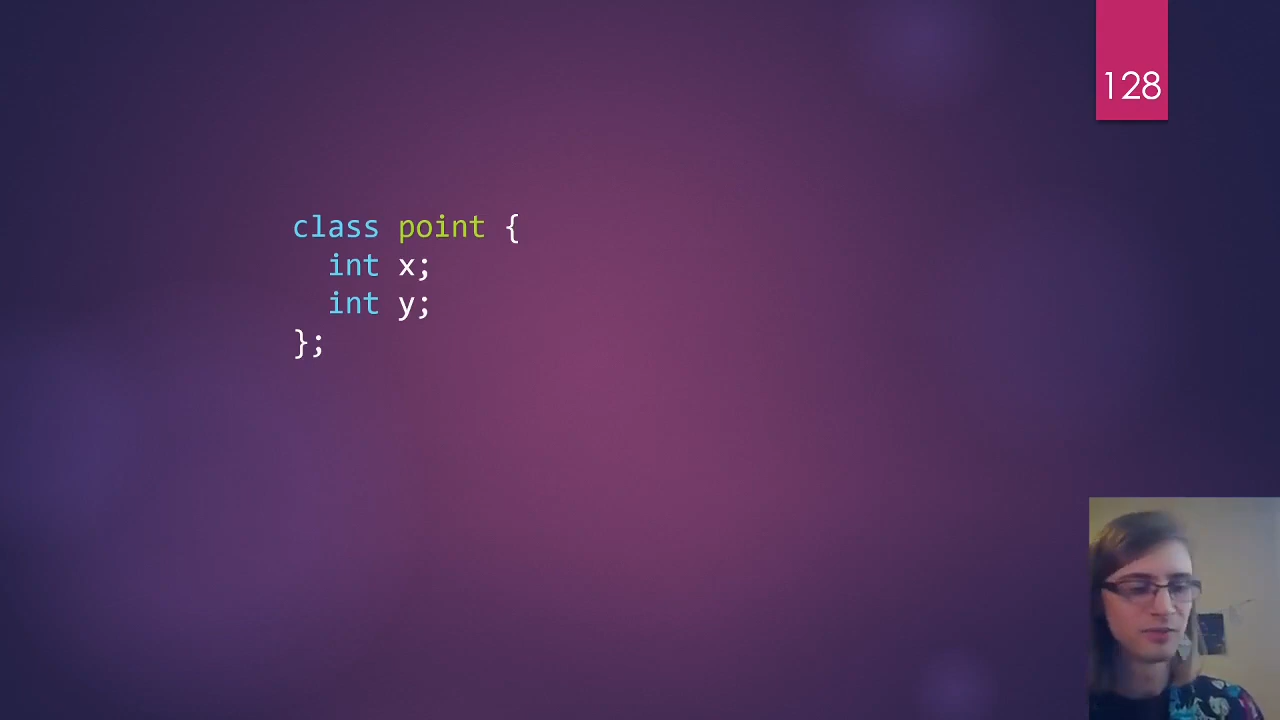 128
class point {
  int x;
  int y;
};